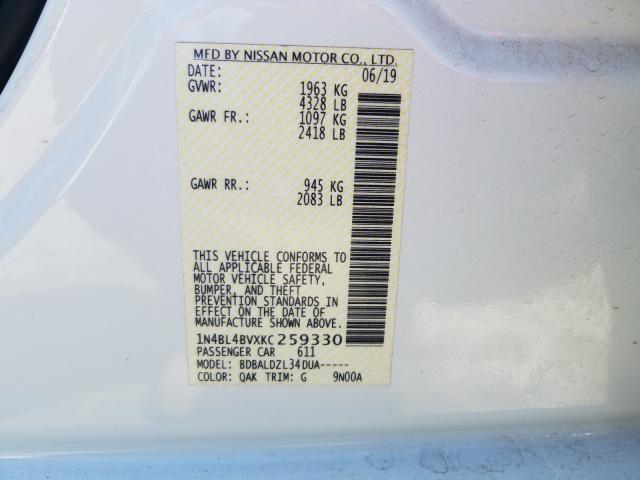 MFD BY NISSAN MOTOR CO., LTD.
DATE: 06/19
GVWR: 1963 KG
4328 LB
GAWR FR.: 1097 KG
2418 LB
GAWR RR.: 945 KG
2083 LB
THIS VEHICLE CONFORMS TO
ALL APPLICABLE FEDERAL
MOTOR VEHICLE SAFETY,
BUMPER, AND THEFT
PREVENTION STANDARDS IN
EFFECT ON THE DATE OF
MANUFACTURE SHOWN ABOVE.
1N4BL4BVXKC259330
PASSENGER CAR 611
MODEL: BDBALDZL34DUA-----
COLOR: QAK TRIM: G 9N00A